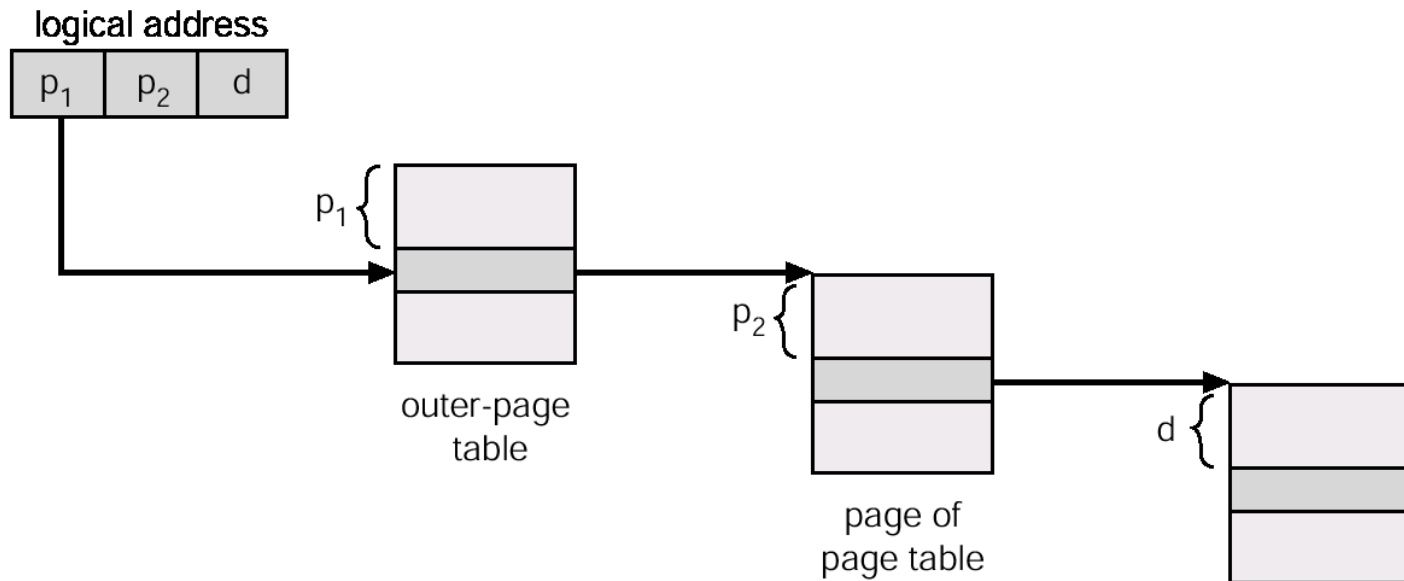 logical address
p₁ p₂ d
p₁
outer-page
table
p₂
page of
page table
d